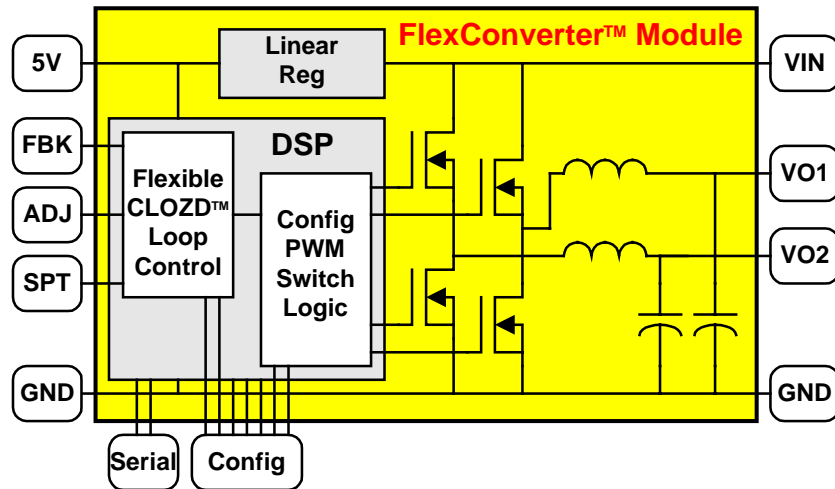 FlexConverter™ Module
Linear
Reg
5V
VIN
FBK
ADJ
SPT
DSP
Flexible
CLOZD™
Loop
Control
Config
PWM
Switch
Logic
VO1
VO2
GND
GND
Serial
Config